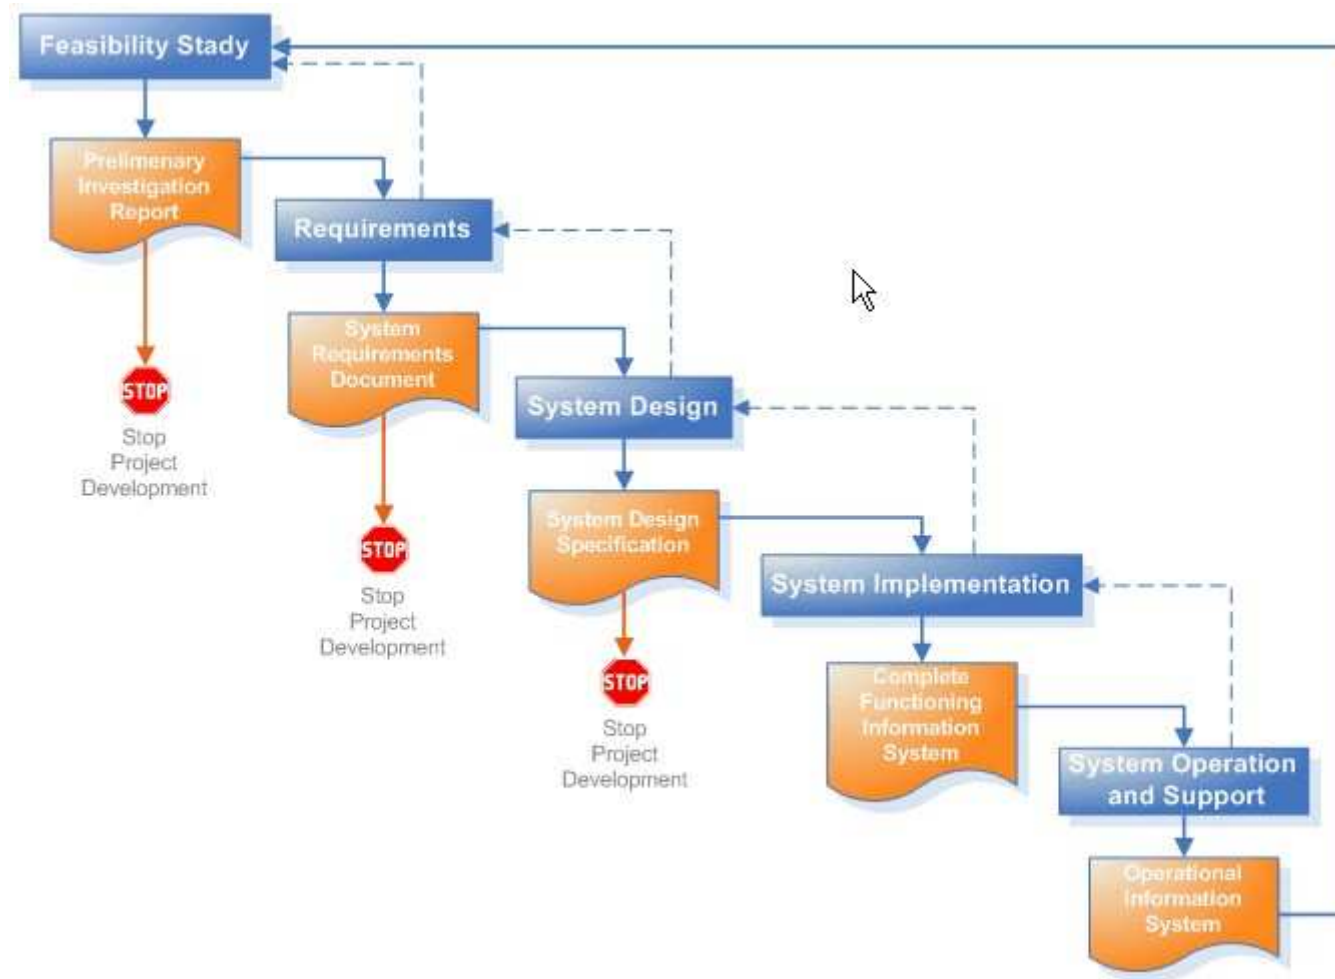 Feasibility Stady
Prelimenary
Investigation
Report
STOP
Stop
Project
Development
Requirements
System
Requirements
Document
STOP
Stop
Project
Development
System Design
System Design
Specification
STOP
Stop
Project
Development
System Implementation
Complete
Functioning
Information
System
System Operation
and Support
Operational
Information
System